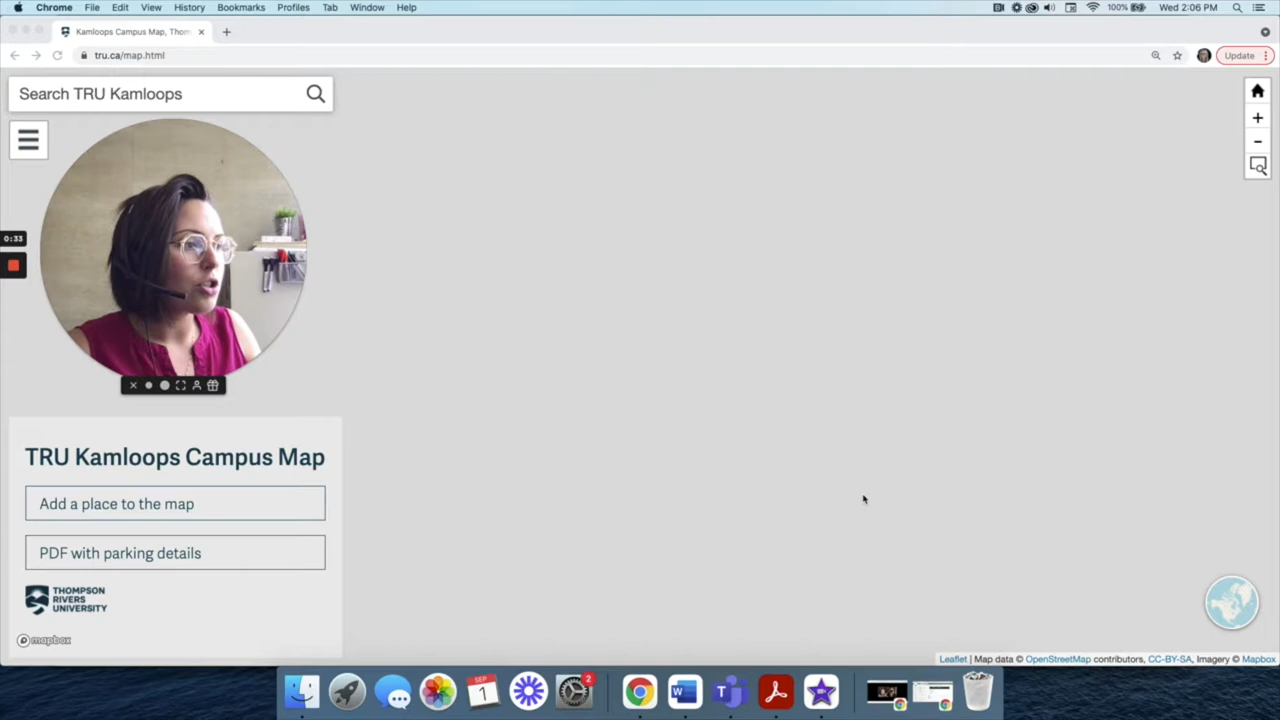 Chrome File Edit View History Bookmarks Profiles Tab Window Help 100% Wed 2:06 PM
Kamloops Campus Map, Thom
tru.ca/map.html Update
Search TRU Kamloops
+
-
0:33
TRU Kamloops Campus Map
Add a place to the map
PDF with parking details
THOMPSON
RIVERS
UNIVERSITY
mapbox
Leaflet | Map data © OpenStreetMap contributors, CC-BY-SA, Imagery © Mapbox
SEP
1
2